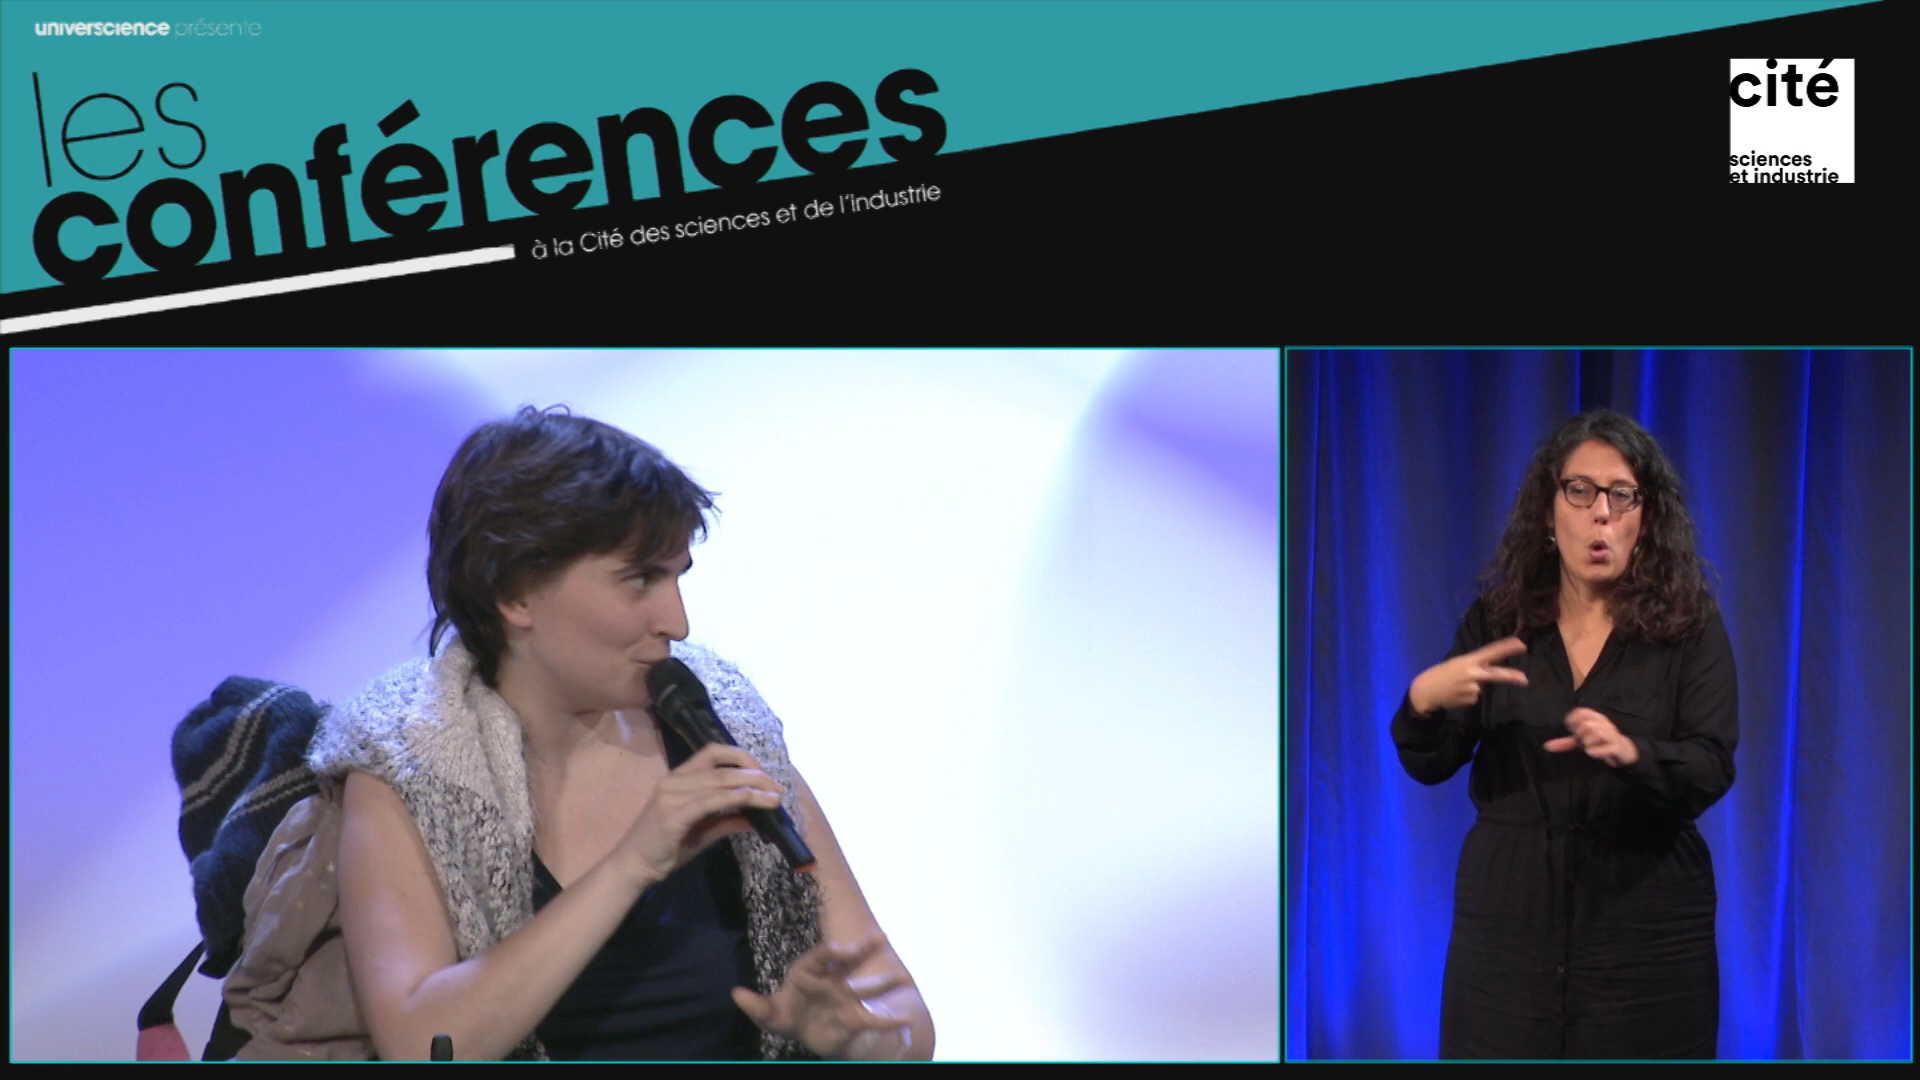 universcience présente
les
conférences
à la Cité des sciences et de l'industrie
cité
sciences
et industrie